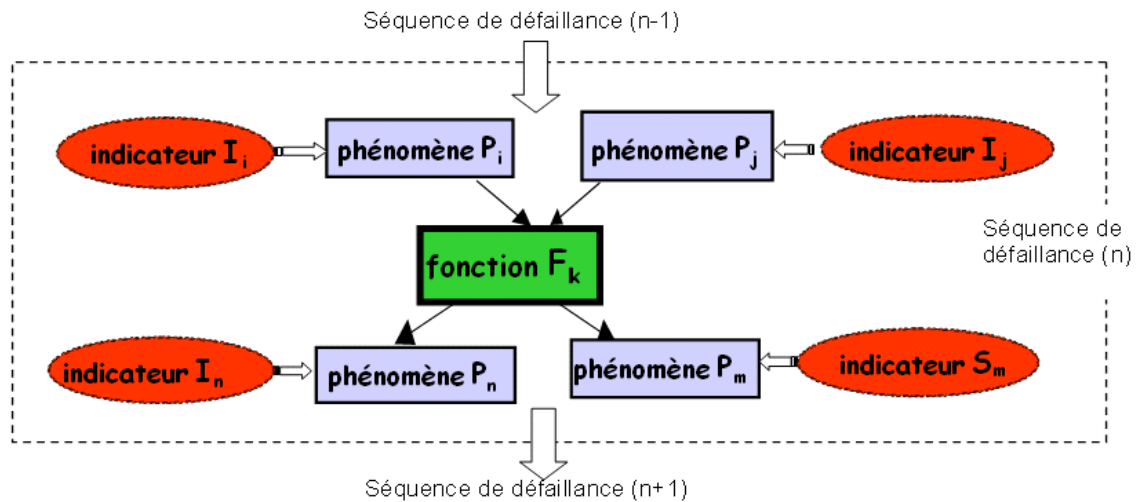 Séquence de défaillance (n-1)
indicateur Ii
phénomène Pi
phénomène Pj
indicateur Ij
Séquence de
défaillance (n)
fonction Fk
indicateur In
phénomène Pn
phénomène Pm
indicateur Sm
Séquence de défaillance (n+1)